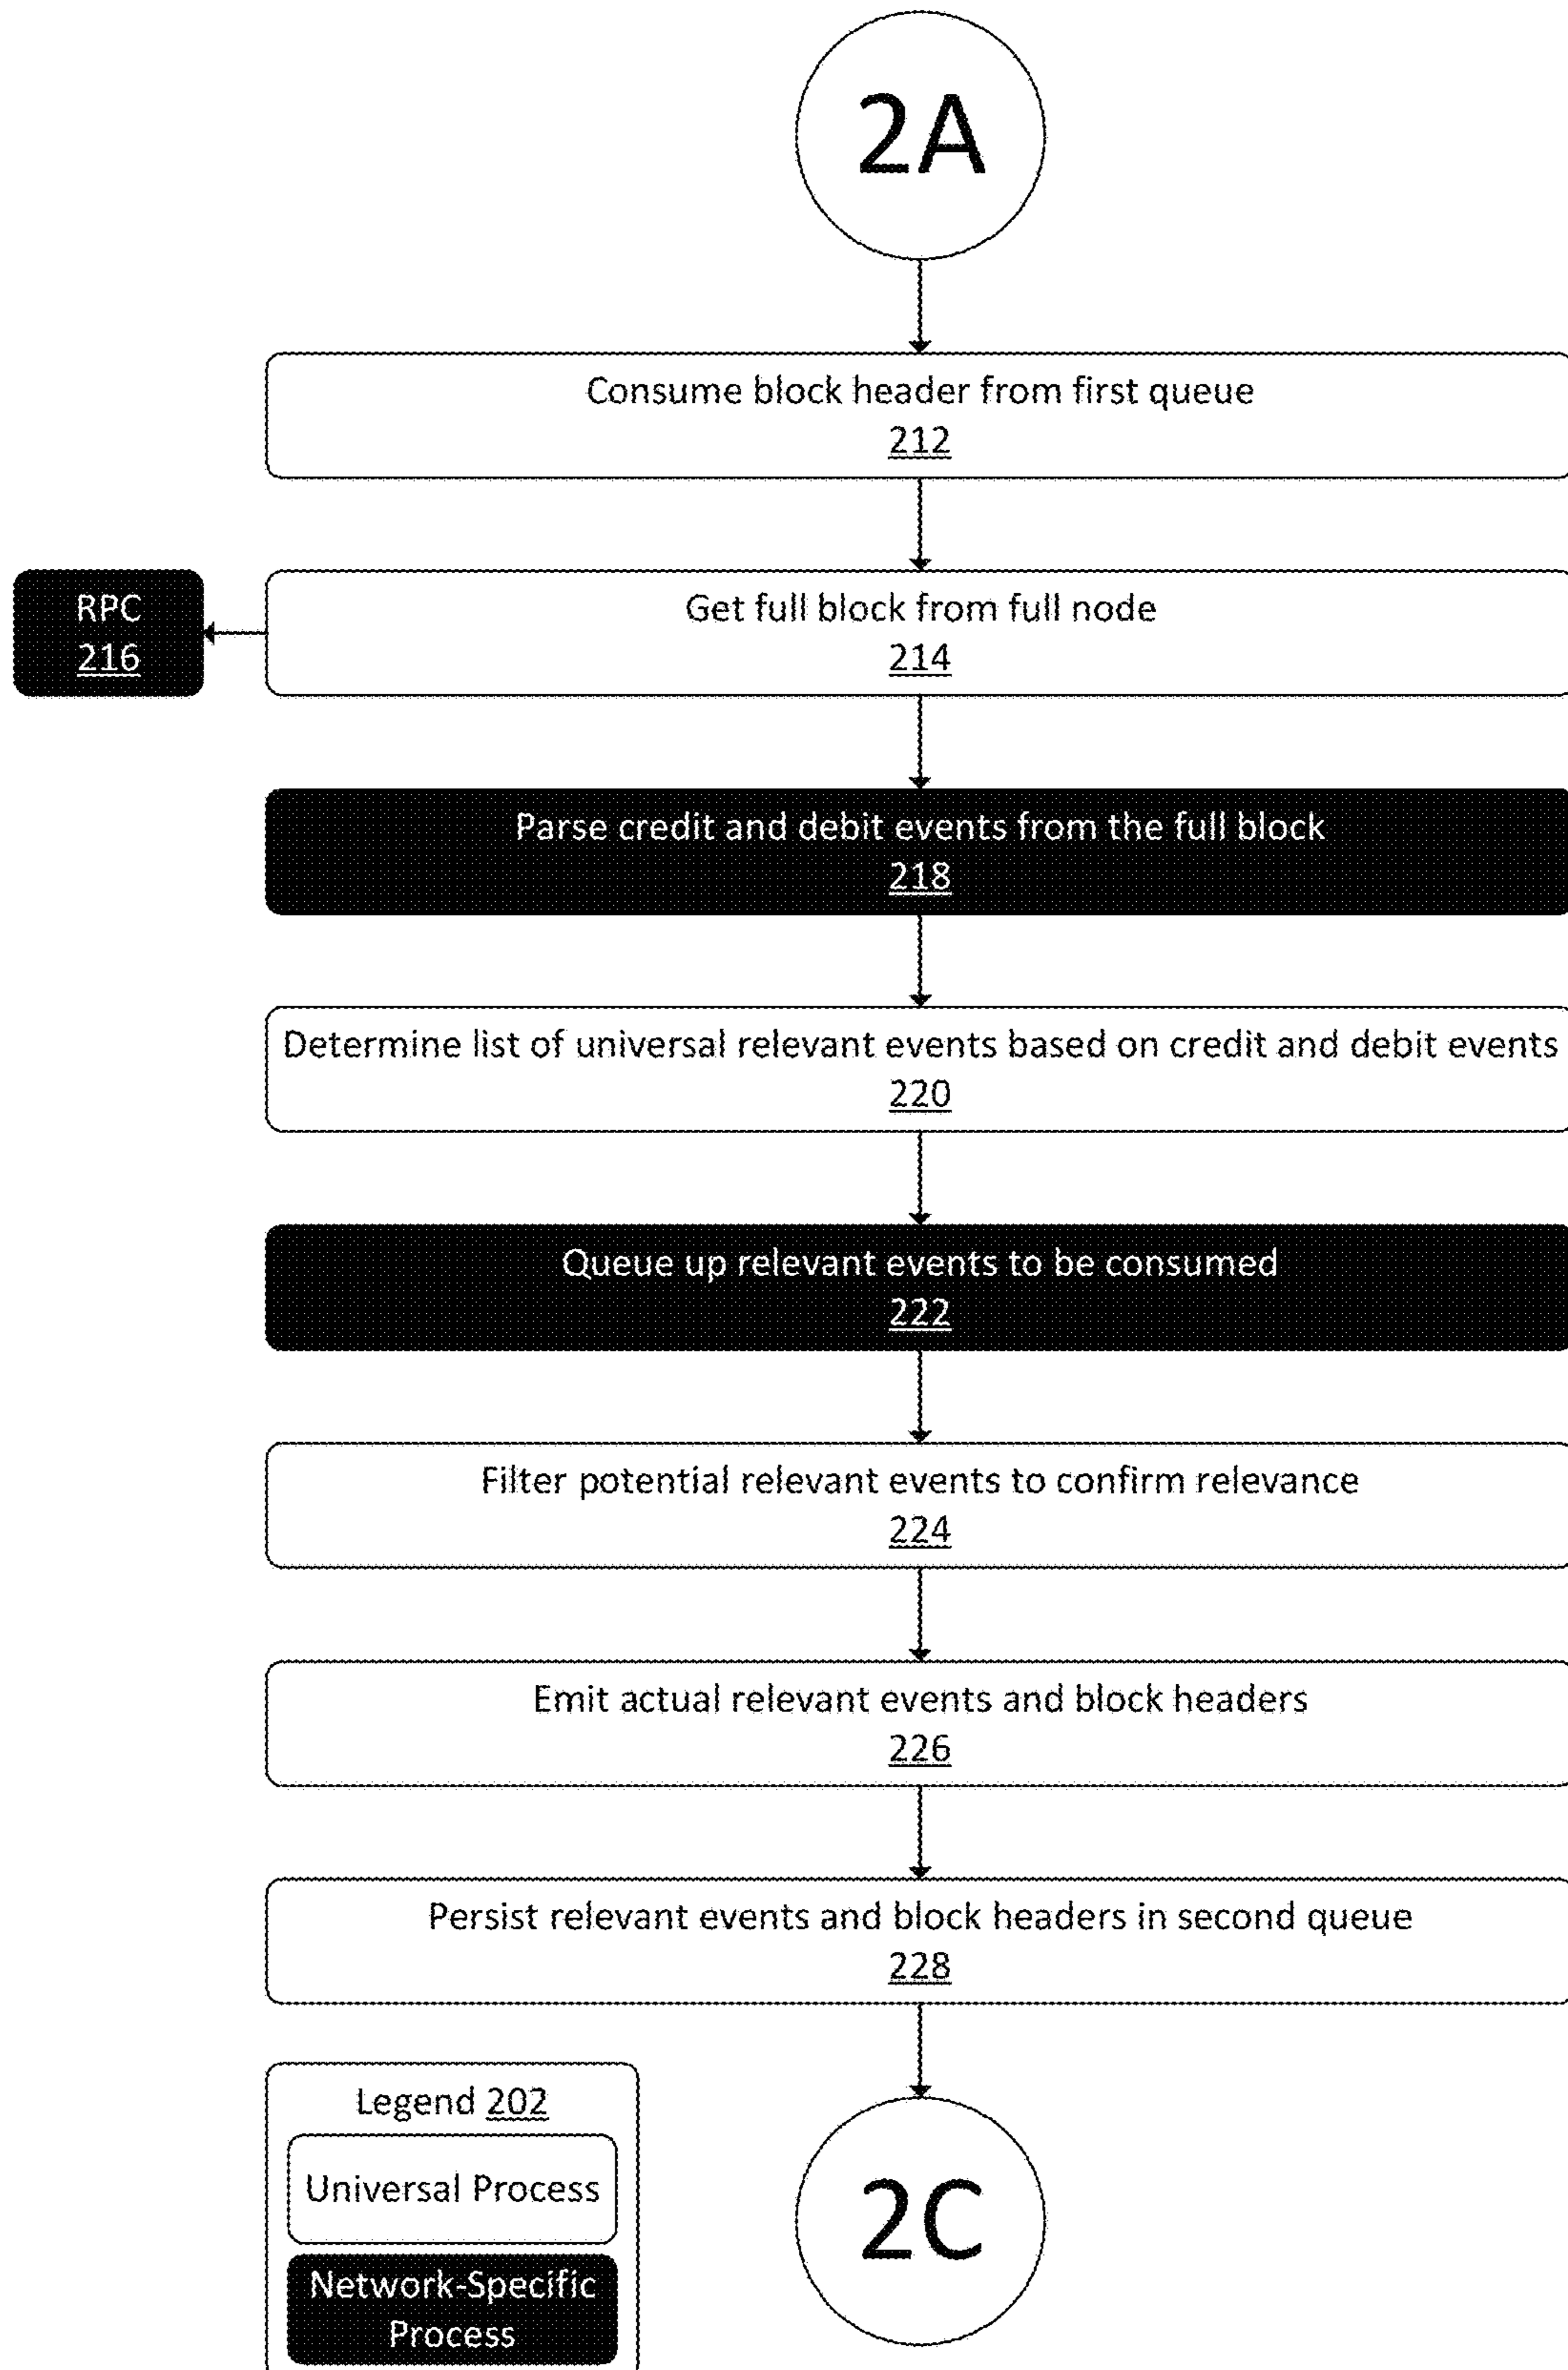 2A
Consume block header from first queue
212
RPC
216
Get full block from full node
214
Parse credit and debit events from the full block
218
Determine list of universal relevant events based on credit and debit events
220
Queue up relevant events to be consumed
222
Filter potential relevant events to confirm relevance
224
Emit actual relevant events and block headers
226
Persist relevant events and block headers in second queue
228
Legend 202
Universal Process
Network-Specific
Process
2C